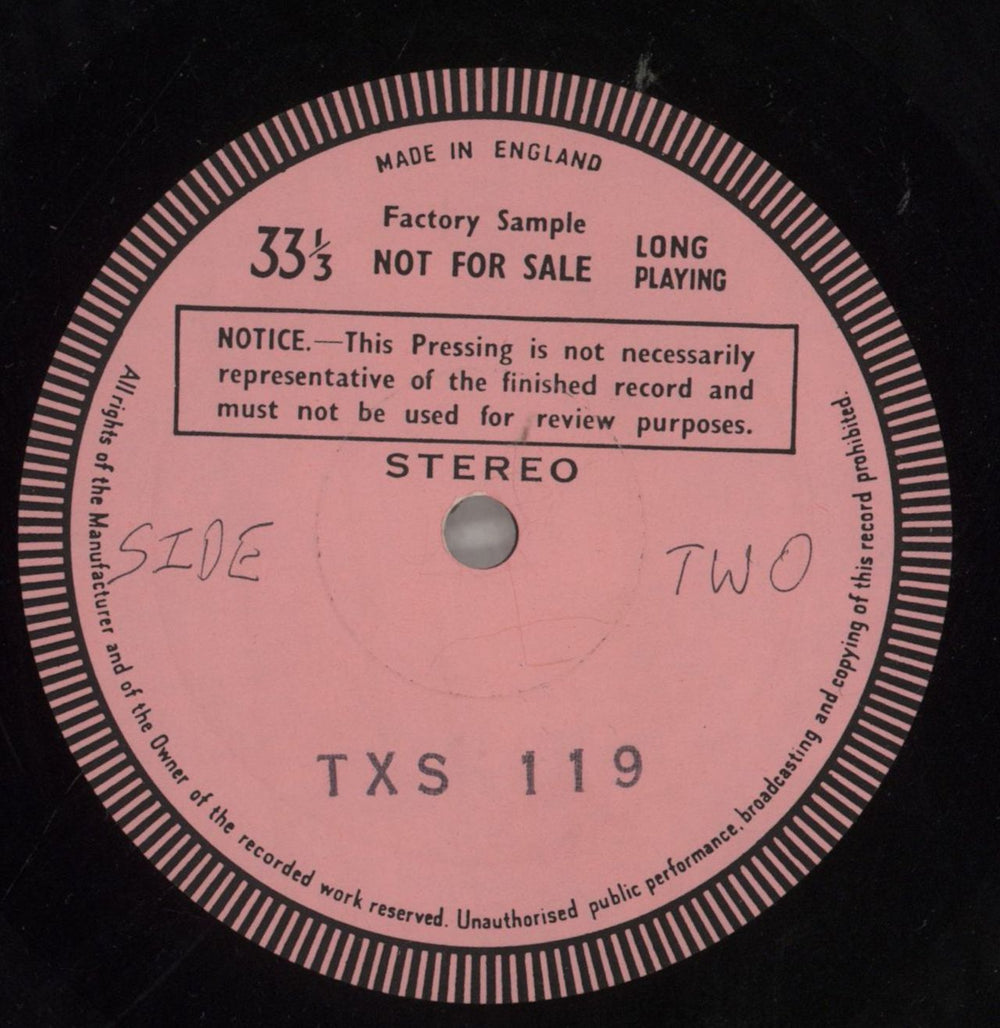 MADE IN ENGLAND
Factory Sample
33⅓ NOT FOR SALE LONG PLAYING
NOTICE.—This Pressing is not necessarily
representative of the finished record and
must not be used for review purposes.
STEREO
SIDE TWO
TXS 119
All rights of the Manufacturer and of the Owner of the recorded work reserved. Unauthorised public performance, broadcasting and copying of this record prohibited.